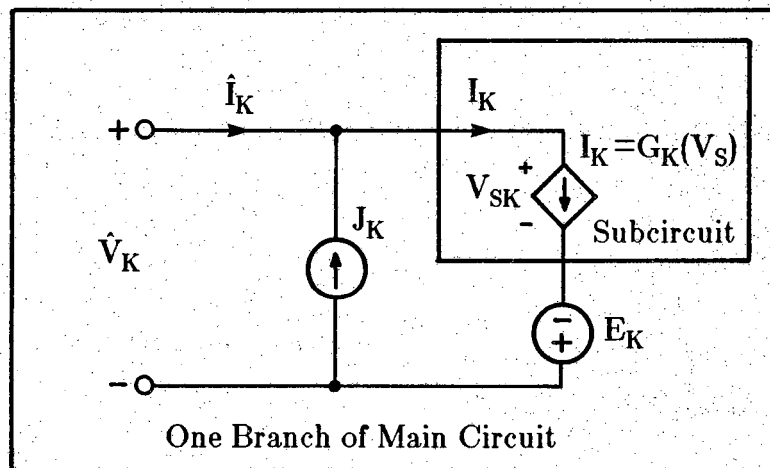 Î_K
I_K
+
I_K=G_K(V_S)
+
V_SK
-
J_K
Subcircuit
V̂_K
-
+
E_K
-
One Branch of Main Circuit